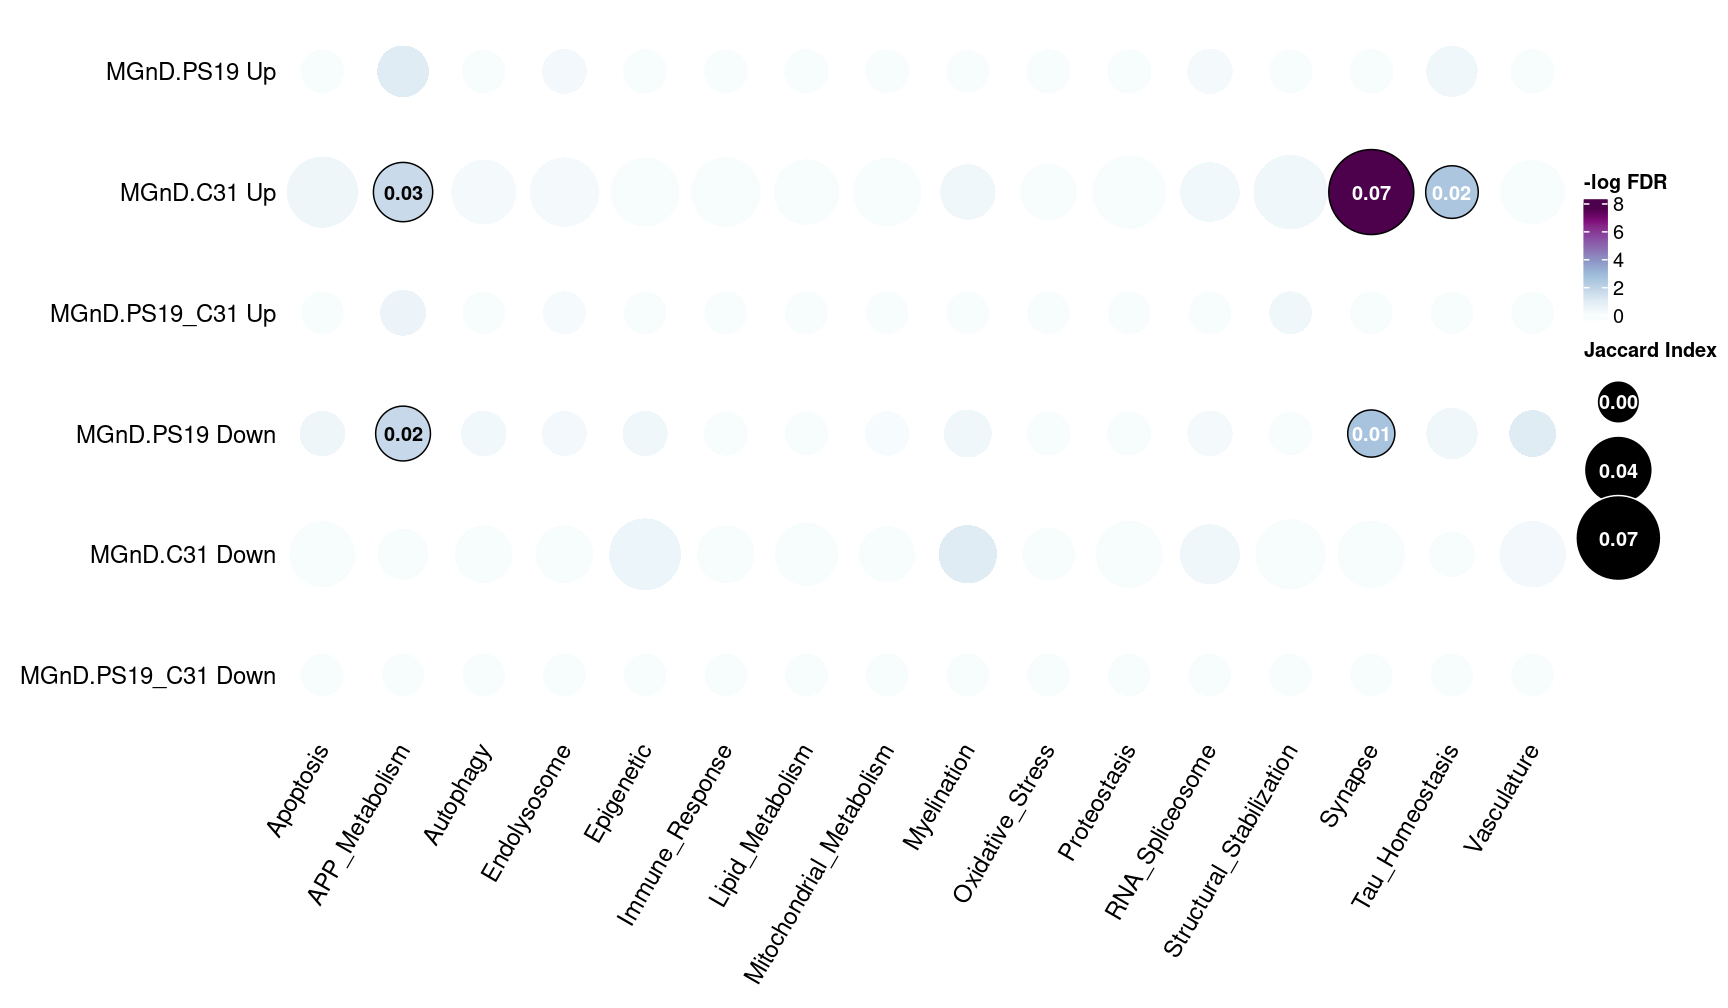 MGnD.PS19 Up
MGnD.C31 Up
0.03
0.07
0.02
MGnD.PS19_C31 Up
MGnD.PS19 Down
0.02
0.01
MGnD.C31 Down
MGnD.PS19_C31 Down
Apoptosis
APP_Metabolism
Autophagy
Endolysosome
Epigenetic
Immune_Response
Lipid_Metabolism
Mitochondrial_Metabolism
Myelination
Oxidative_Stress
Proteostasis
RNA_Spliceosome
Structural_Stabilization
Synapse
Tau_Homeostasis
Vasculature
-log FDR
8
6
4
2
0
Jaccard Index
0.00
0.04
0.07